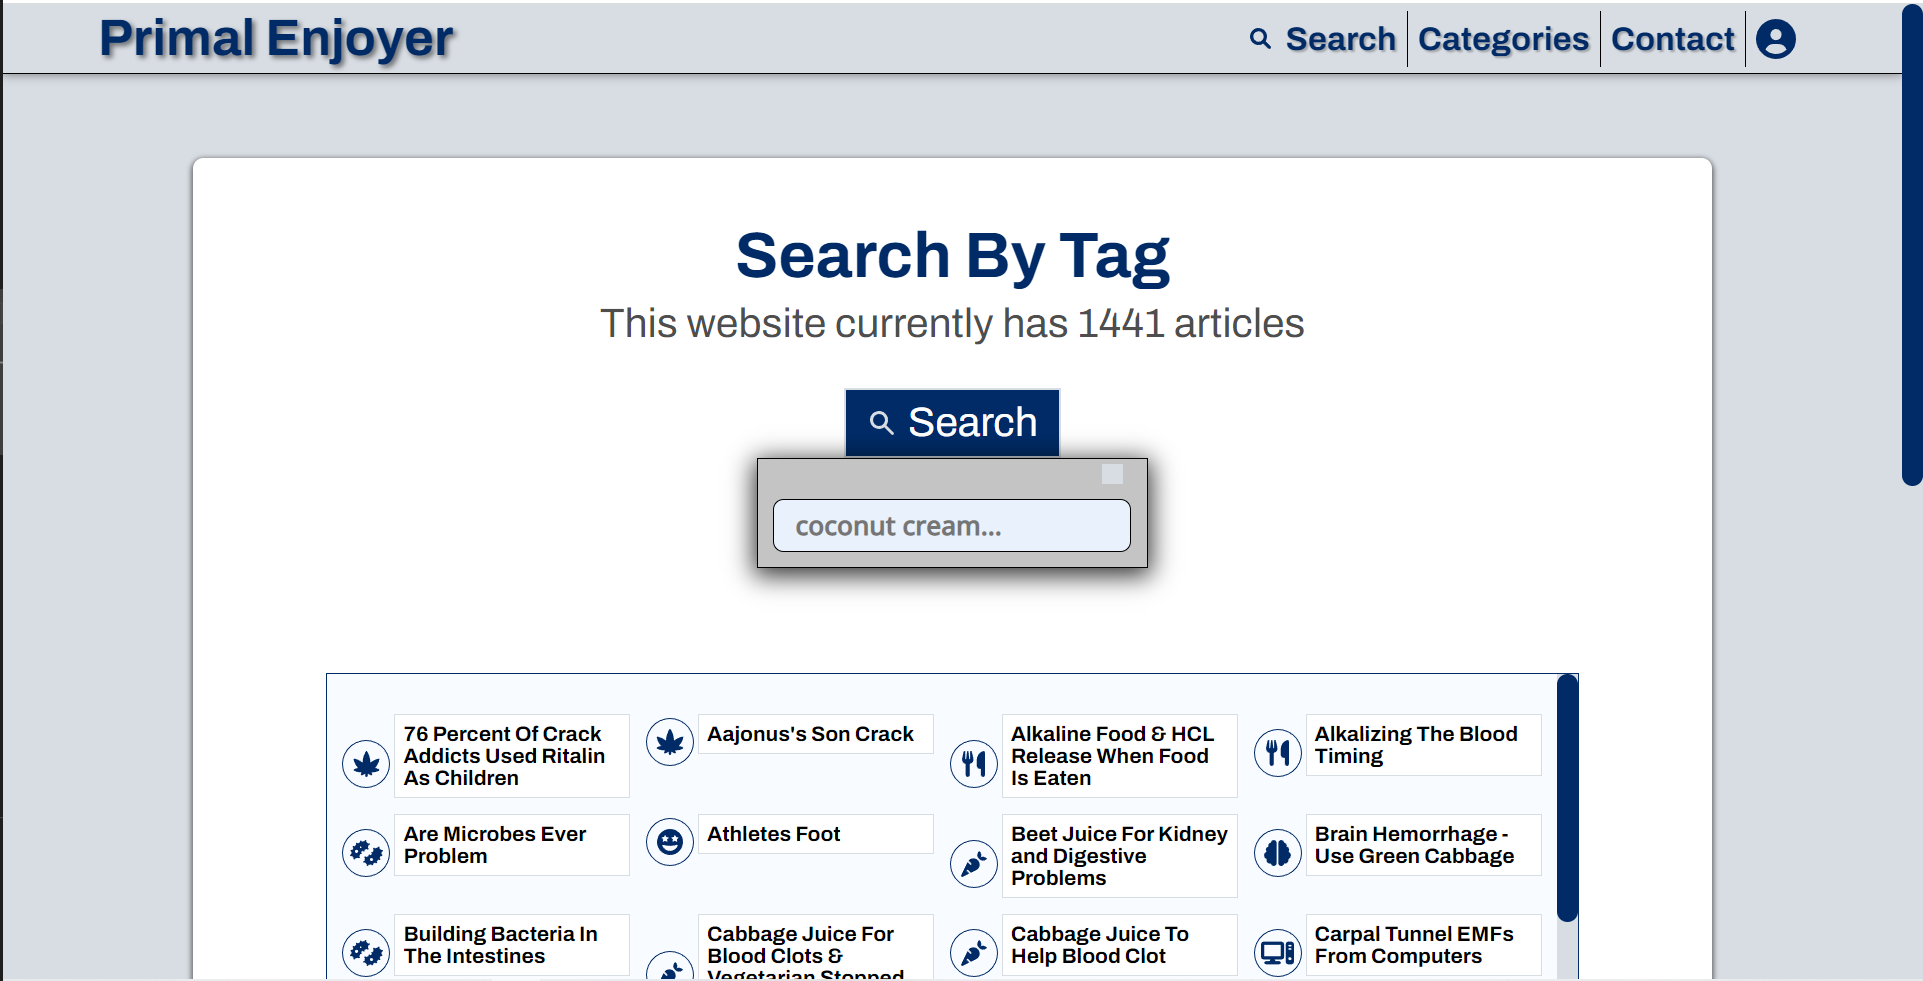 Primal Enjoyer
Search
Categories
Contact
Search By Tag
This website currently has 1441 articles
Search
coconut cream...
76 Percent Of Crack
Addicts Used Ritalin
As Children
Aajonus's Son Crack
Alkaline Food & HCL
Release When Food
Is Eaten
Alkalizing The Blood
Timing
Are Microbes Ever
Problem
Athletes Foot
Beet Juice For Kidney
and Digestive
Problems
Brain Hemorrhage -
Use Green Cabbage
Building Bacteria In
The Intestines
Cabbage Juice For
Blood Clots &
Vegetarian Stopped
Cabbage Juice To
Help Blood Clot
Carpal Tunnel EMFs
From Computers